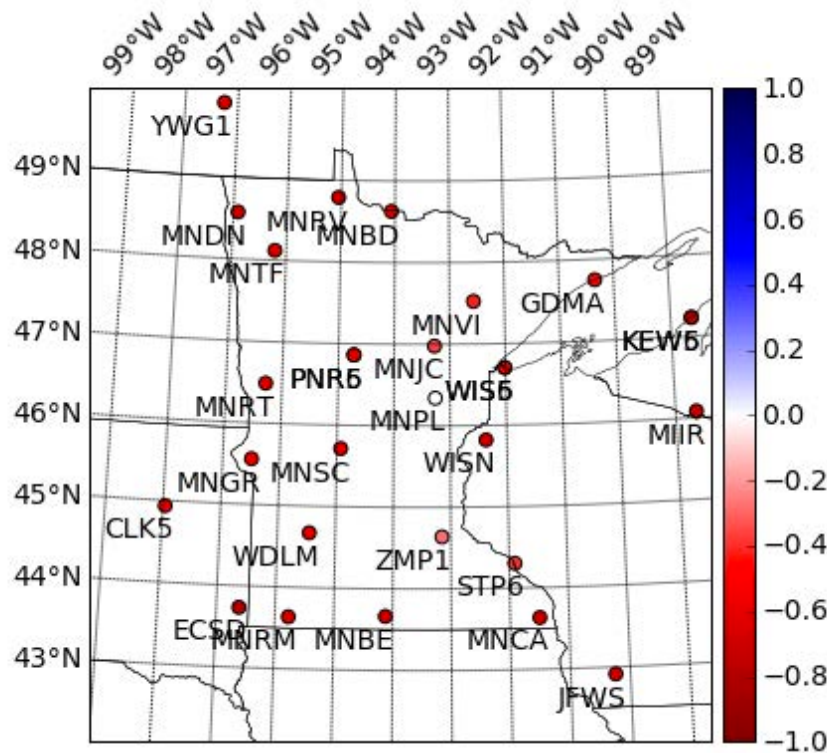 99°W 98°W 97°W 96°W 95°W 94°W 93°W 92°W 91°W 90°W 89°W
1.0
YWG1
49°N
0.8
MNDN MNRV MNBD
48°N
MNTF
0.6
GDMA
MNVI
0.4
47°N
KEW5
MNJC
0.2
PNR5
WIS5
MNRT
46°N
MNPL
0.0
MIIR
WISN
MNSC
MNGR
−0.2
45°N
CLK5
WDLM
ZMP1
−0.4
STP6
44°N
ECSD
MNRM
MNBE
MNCA
−0.6
43°N
JFWS
−0.8
−1.0